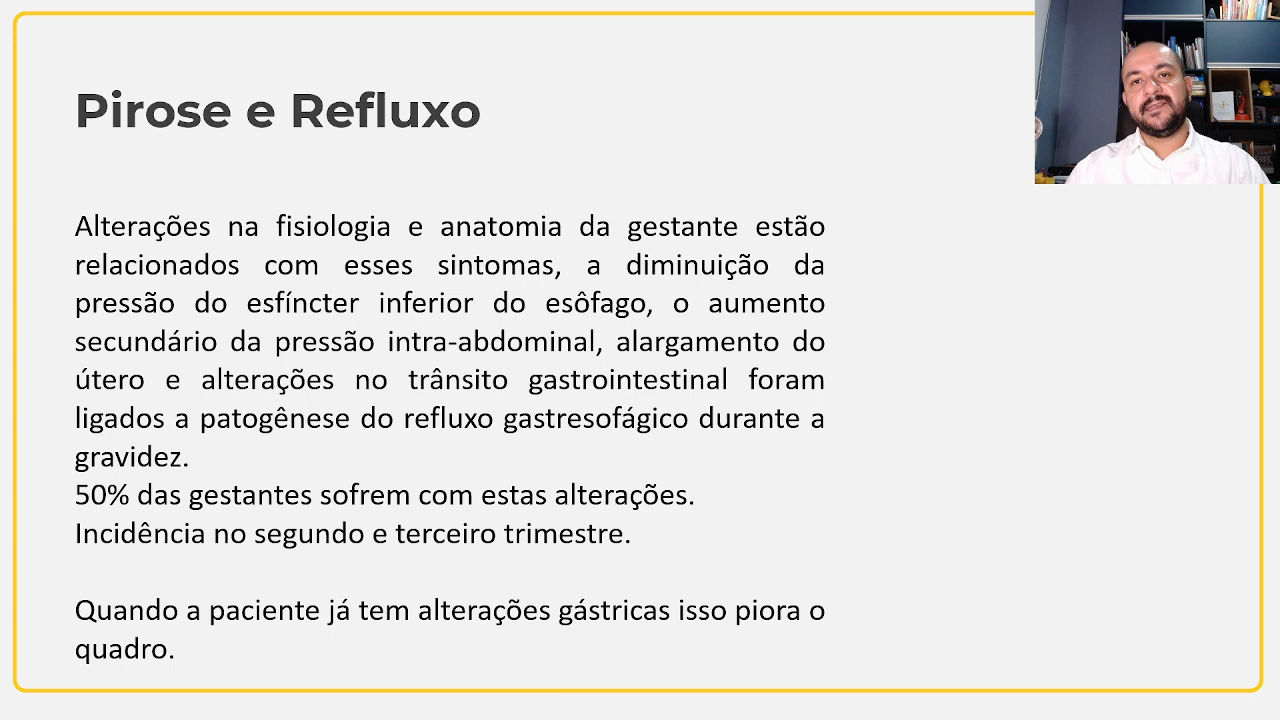 Pirose e Refluxo
Alterações na fisiologia e anatomia da gestante estão
relacionados com esses sintomas, a diminuição da
pressão do esfíncter inferior do esôfago, o aumento
secundário da pressão intra-abdominal, alargamento do
útero e alterações no trânsito gastrointestinal foram
ligados a patogênese do refluxo gastresofágico durante a
gravidez.
50% das gestantes sofrem com estas alterações.
Incidência no segundo e terceiro trimestre.
Quando a paciente já tem alterações gástricas isso piora o
quadro.